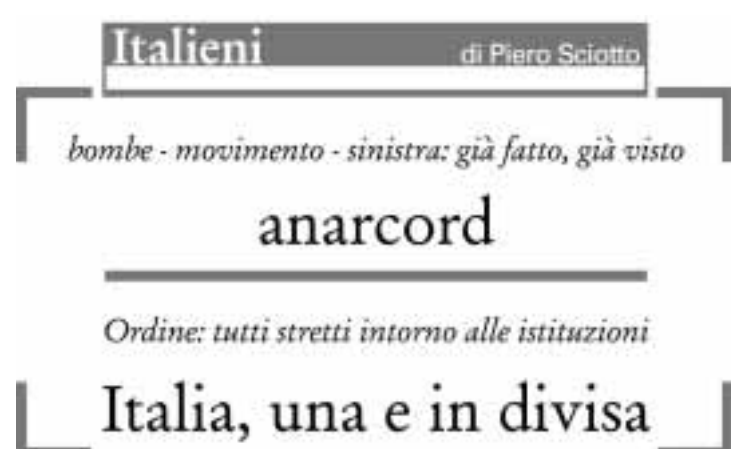 Italieni
di Piero Sciotto
bombe - movimento - sinistra: già fatto, già visto
anarcord
Ordine: tutti stretti intorno alle istituzioni
Italia, una e in divisa